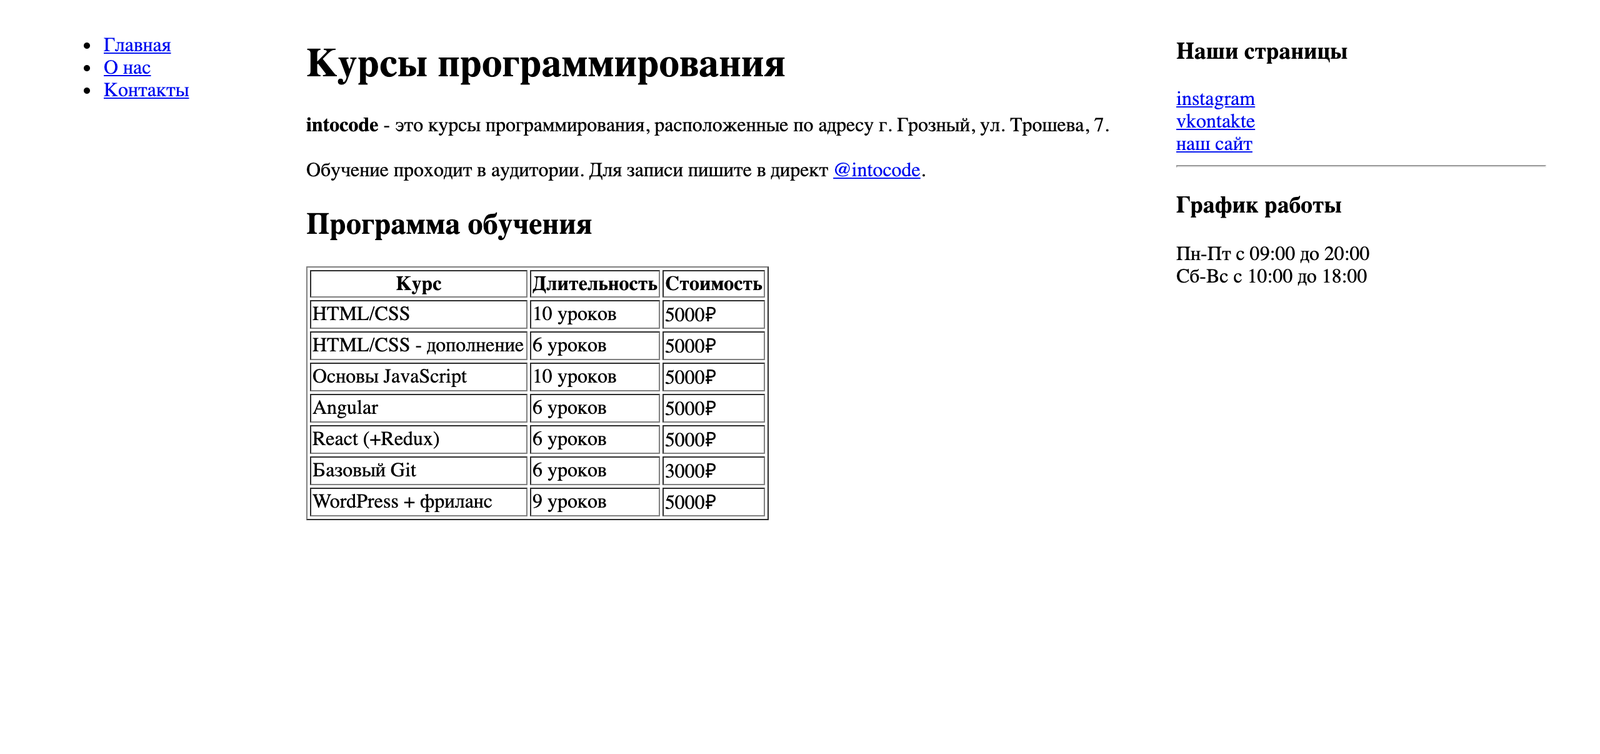 Главная
О нас
Контакты
Курсы программирования
intocode - это курсы программирования, расположенные по адресу г. Грозный, ул. Трошева, 7.
Обучение проходит в аудитории. Для записи пишите в директ @intocode.
Программа обучения
Курс Длительность Стоимость
HTML/CSS 10 уроков 5000₽
HTML/CSS - дополнение 6 уроков 5000₽
Основы JavaScript 10 уроков 5000₽
Angular 6 уроков 5000₽
React (+Redux) 6 уроков 5000₽
Базовый Git 6 уроков 3000₽
WordPress + фриланс 9 уроков 5000₽
Наши страницы
instagram
vkontakte
наш сайт
График работы
Пн-Пт с 09:00 до 20:00
Сб-Вс с 10:00 до 18:00